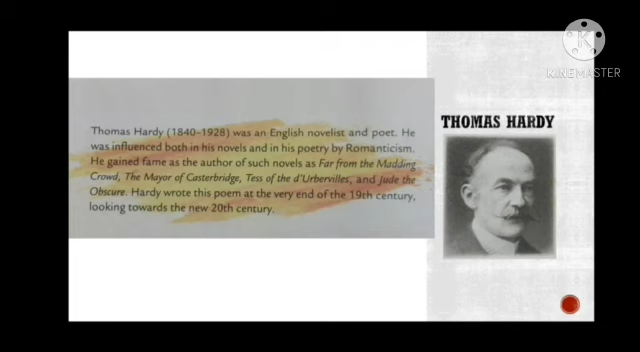 KINEMASTER
THOMAS HARDY
Thomas Hardy (1840–1928) was an English novelist and poet. He
was influenced both in his novels and in his poetry by Romanticism.
He gained fame as the author of such novels as Far from the Madding
Crowd, The Mayor of Casterbridge, Tess of the d'Urbervilles, and Jude the
Obscure. Hardy wrote this poem at the very end of the 19th century,
looking towards the new 20th century.